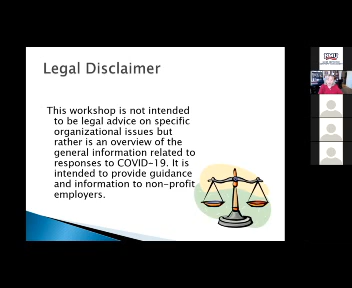 Legal Disclaimer
This workshop is not intended
to be legal advice on specific
organizational issues but
rather is an overview of the
general information related to
responses to COVID-19. It is
intended to provide guidance
and information to non-profit
employers.